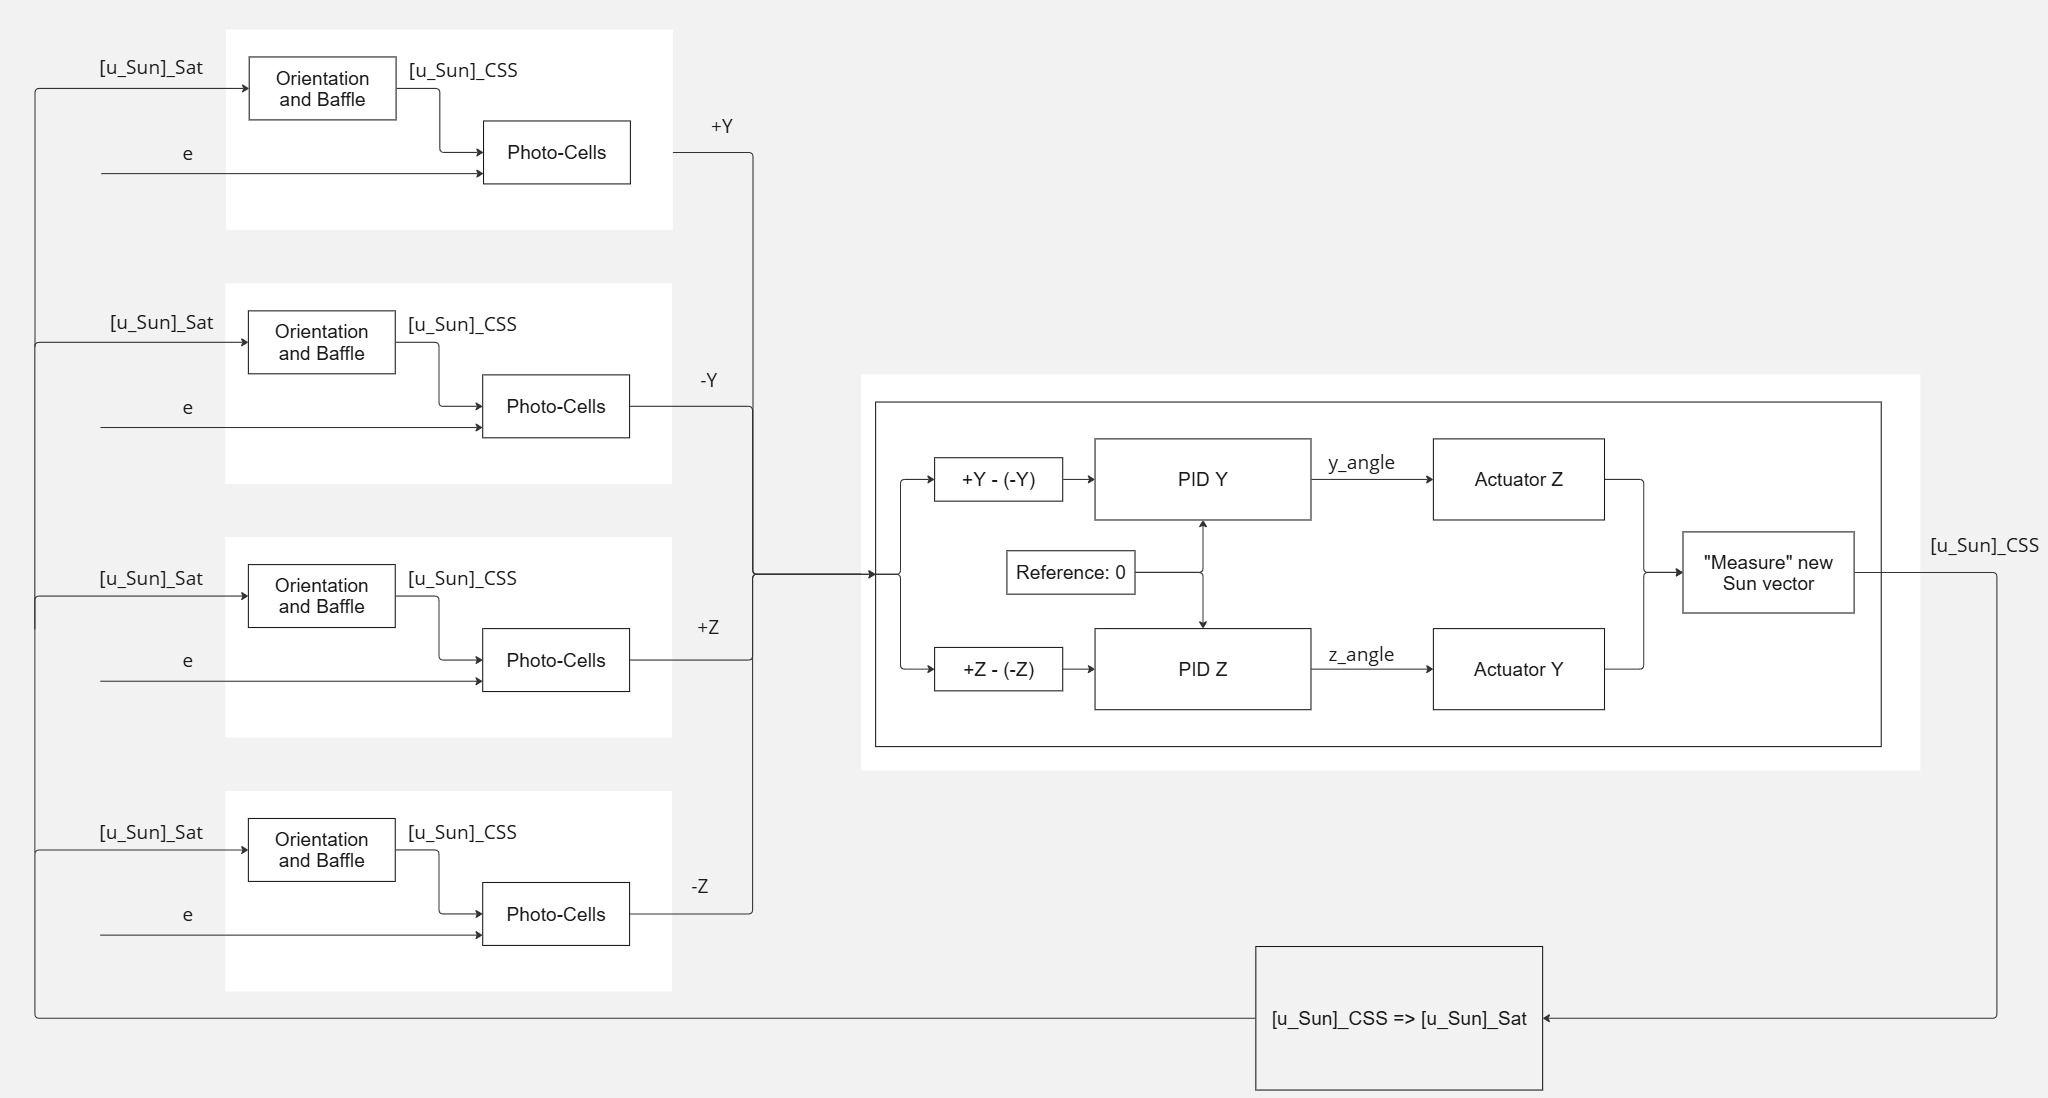 [u_Sun]_Sat
Orientation
and Baffle
[u_Sun]_CSS
e
Photo-Cells
+Y
[u_Sun]_Sat
Orientation
and Baffle
[u_Sun]_CSS
e
Photo-Cells
-Y
[u_Sun]_Sat
Orientation
and Baffle
[u_Sun]_CSS
e
Photo-Cells
+Z
[u_Sun]_Sat
Orientation
and Baffle
[u_Sun]_CSS
e
Photo-Cells
-Z
+Y - (-Y)
PID Y
y_angle
Actuator Z
Reference: 0
+Z - (-Z)
PID Z
z_angle
Actuator Y
"Measure" new
Sun vector
[u_Sun]_CSS
[u_Sun]_CSS => [u_Sun]_Sat